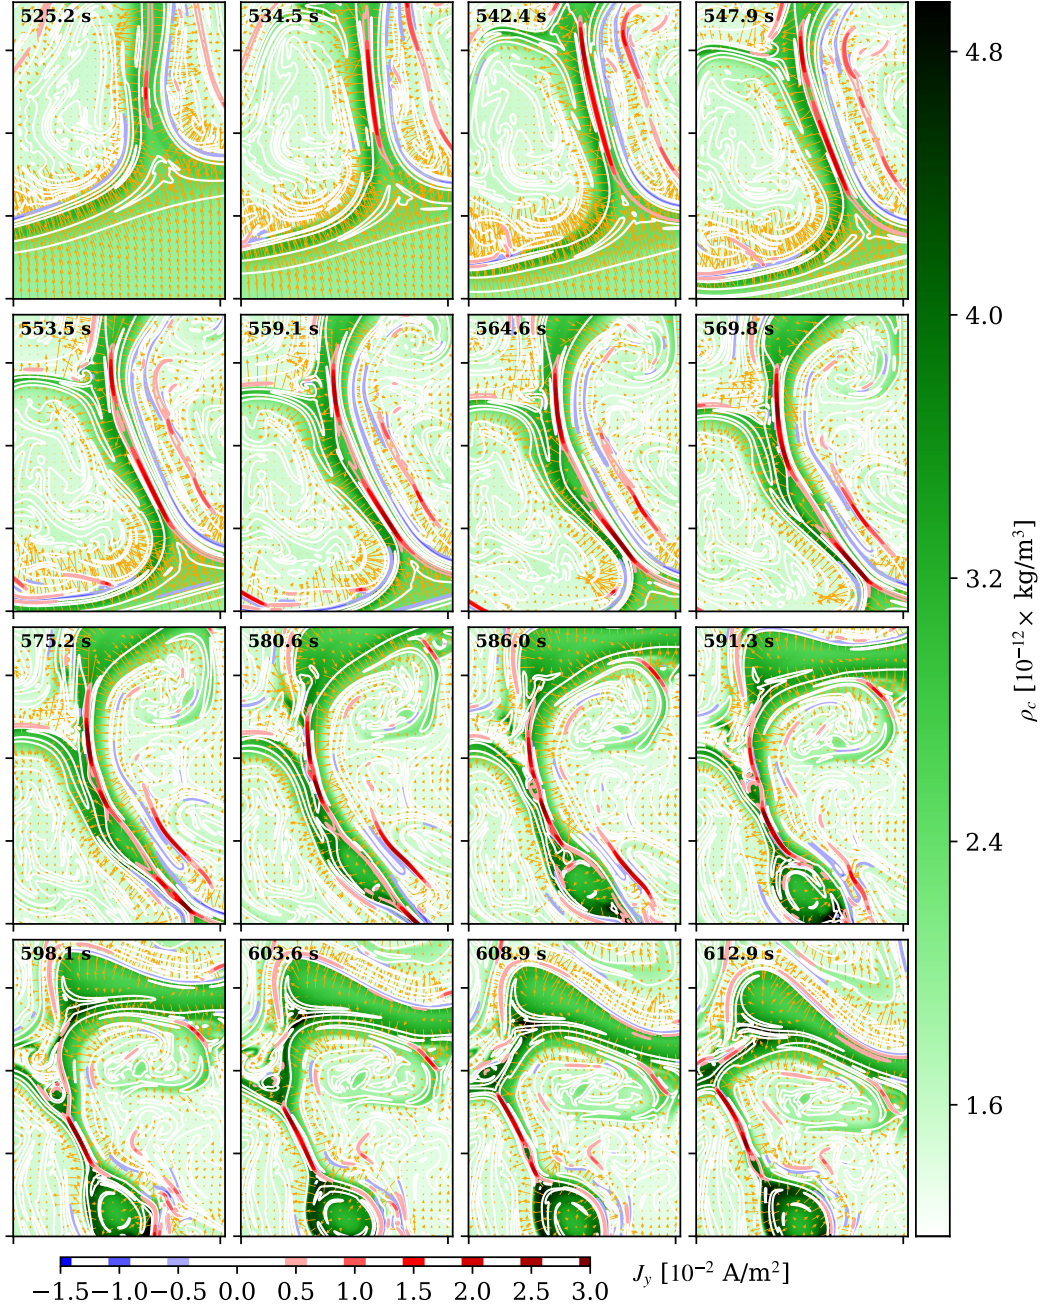 525.2 s
534.5 s
542.4 s
547.9 s
553.5 s
559.1 s
564.6 s
569.8 s
575.2 s
580.6 s
586.0 s
591.3 s
598.1 s
603.6 s
608.9 s
612.9 s
4.8
4.0
3.2
2.4
1.6
ρc [10−12× kg/m3]
−1.5 −1.0 −0.5 0.0 0.5 1.0 1.5 2.0 2.5 3.0
Jy [10−2 A/m2]